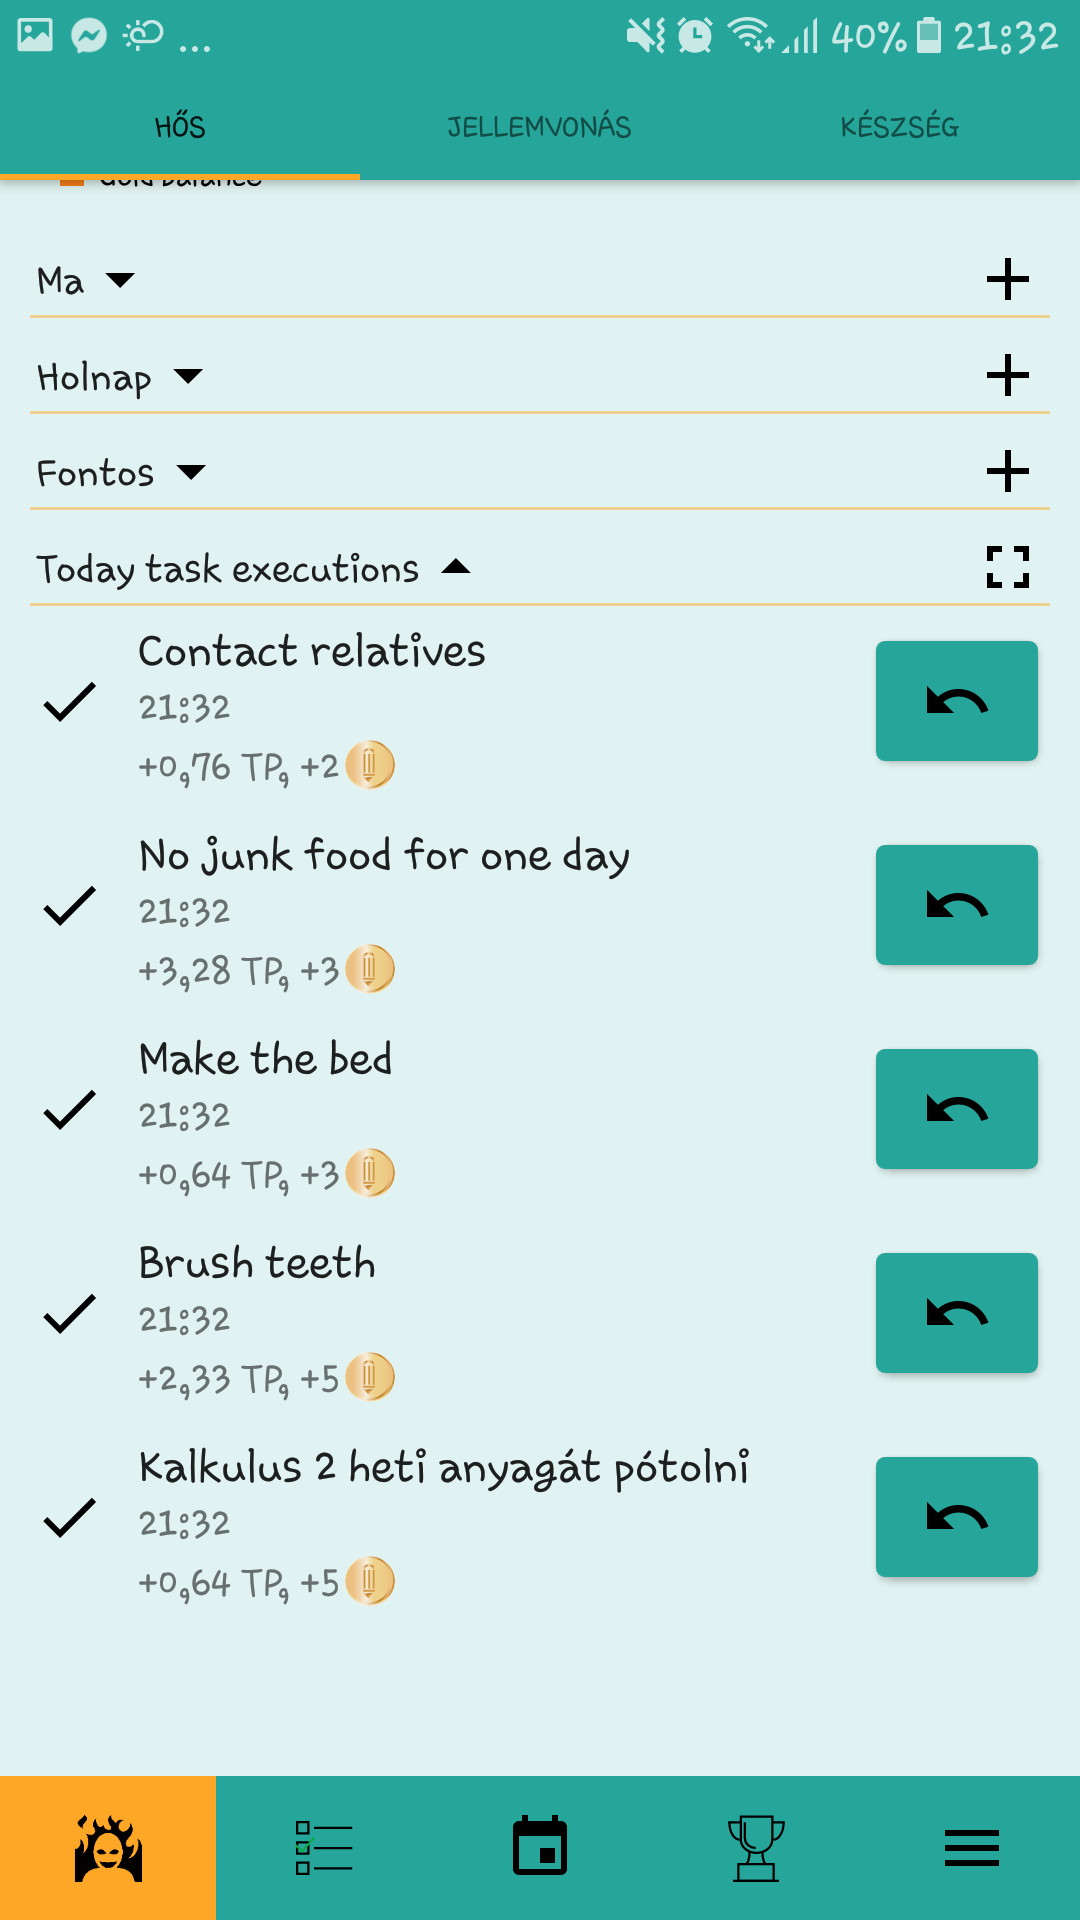 ... 40% 21:32
HŐS JELLEMVONÁS KÉSZSÉG
Gold balance
Ma
Holnap
Fontos
Today task executions
Contact relatives
21:32
+0,76 TP, +2
No junk food for one day
21:32
+3,28 TP, +3
Make the bed
21:32
+0,64 TP, +3
Brush teeth
21:32
+2,33 TP, +5
Kalkulus 2 heti anyagát pótolni
21:32
+0,64 TP, +5